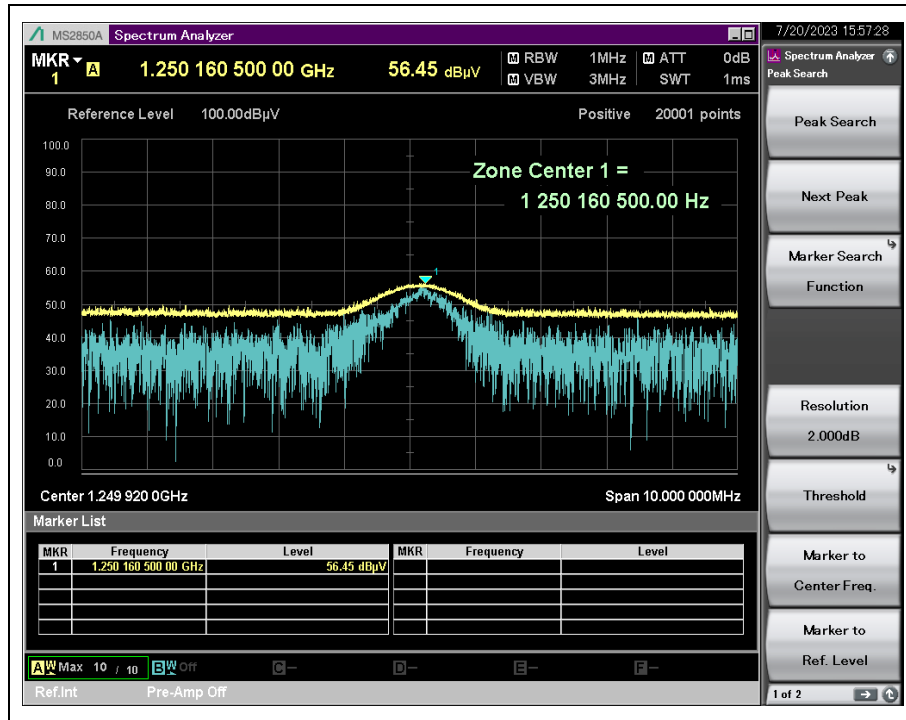 MS2850A Spectrum Analyzer
7/20/2023 15:57:28
MKR 1 A 1.250 160 500 00 GHz 56.45 dBµV
M RBW 1MHz M ATT 0dB
M VBW 3MHz SWT 1ms
Spectrum Analyzer
Peak Search
Reference Level 100.00dBµV Positive 20001 points
100.0
90.0
80.0
70.0
60.0
50.0
40.0
30.0
20.0
10.0
0.0
Zone Center 1 =
1 250 160 500.00 Hz
1
Center 1.249 920 0GHz Span 10.000 000MHz
Marker List
MKR Frequency Level MKR Frequency Level
1 1.250 160 500 00 GHz 56.45 dBµV
A W Max 10 / 10 B W Off C – D – E – F –
Ref.Int Pre-Amp Off
Peak Search
Next Peak
Marker Search
Function
Resolution
2.000dB
Threshold
Marker to
Center Freq.
Marker to
Ref. Level
1 of 2